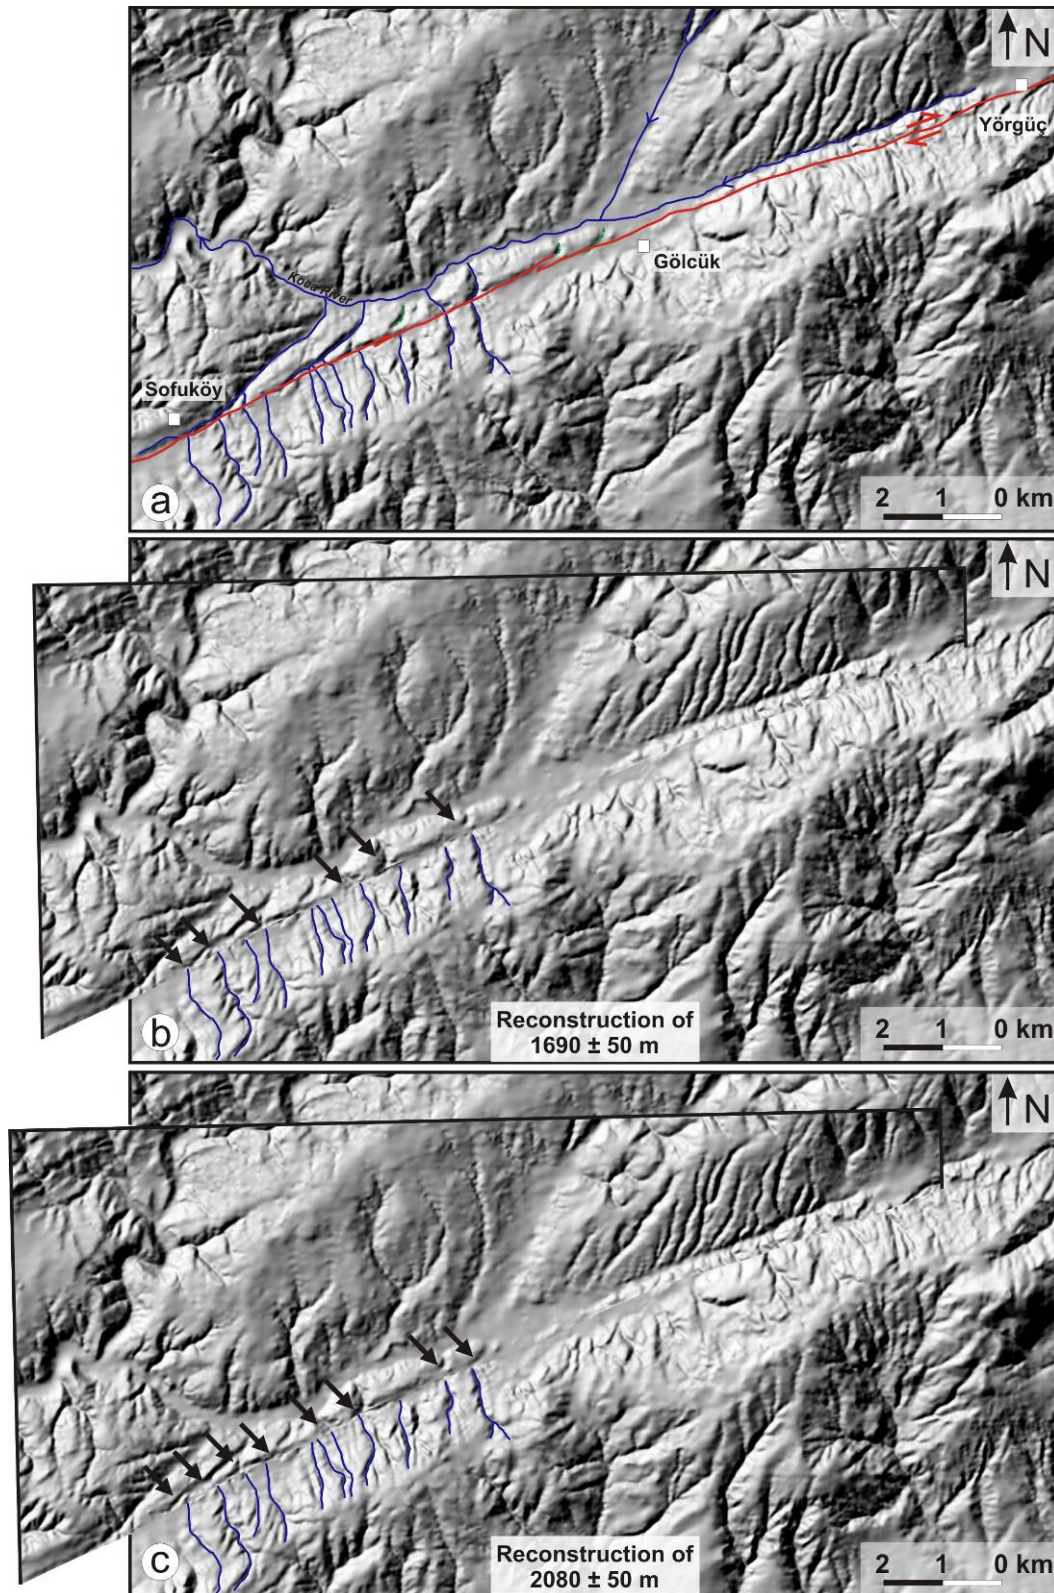 N
Yörgüç
Gölcük
Koca River
Sofuköy
a
2 1 0 km
N
b
Reconstruction of
1690 ± 50 m
2 1 0 km
N
c
Reconstruction of
2080 ± 50 m
2 1 0 km